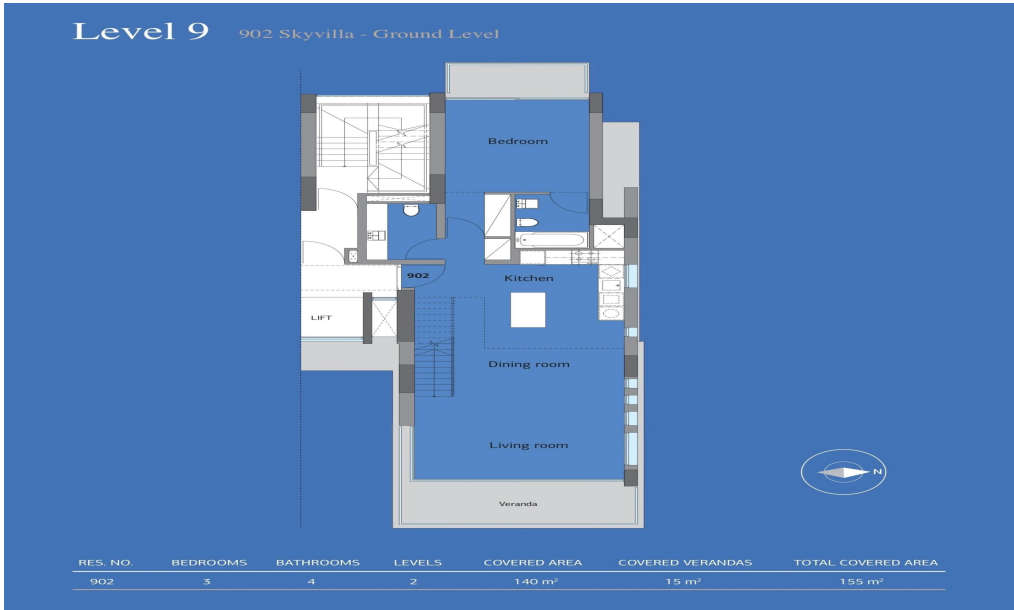 Level 9 902 Skyvilla - Ground Level
Bedroom
902
Kitchen
LIFT
Dining room
Living room
N
Veranda
RES. NO. BEDROOMS BATHROOMS LEVELS COVERED AREA COVERED VERANDAS TOTAL COVERED AREA
902 3 4 2 140 m² 15 m² 155 m²